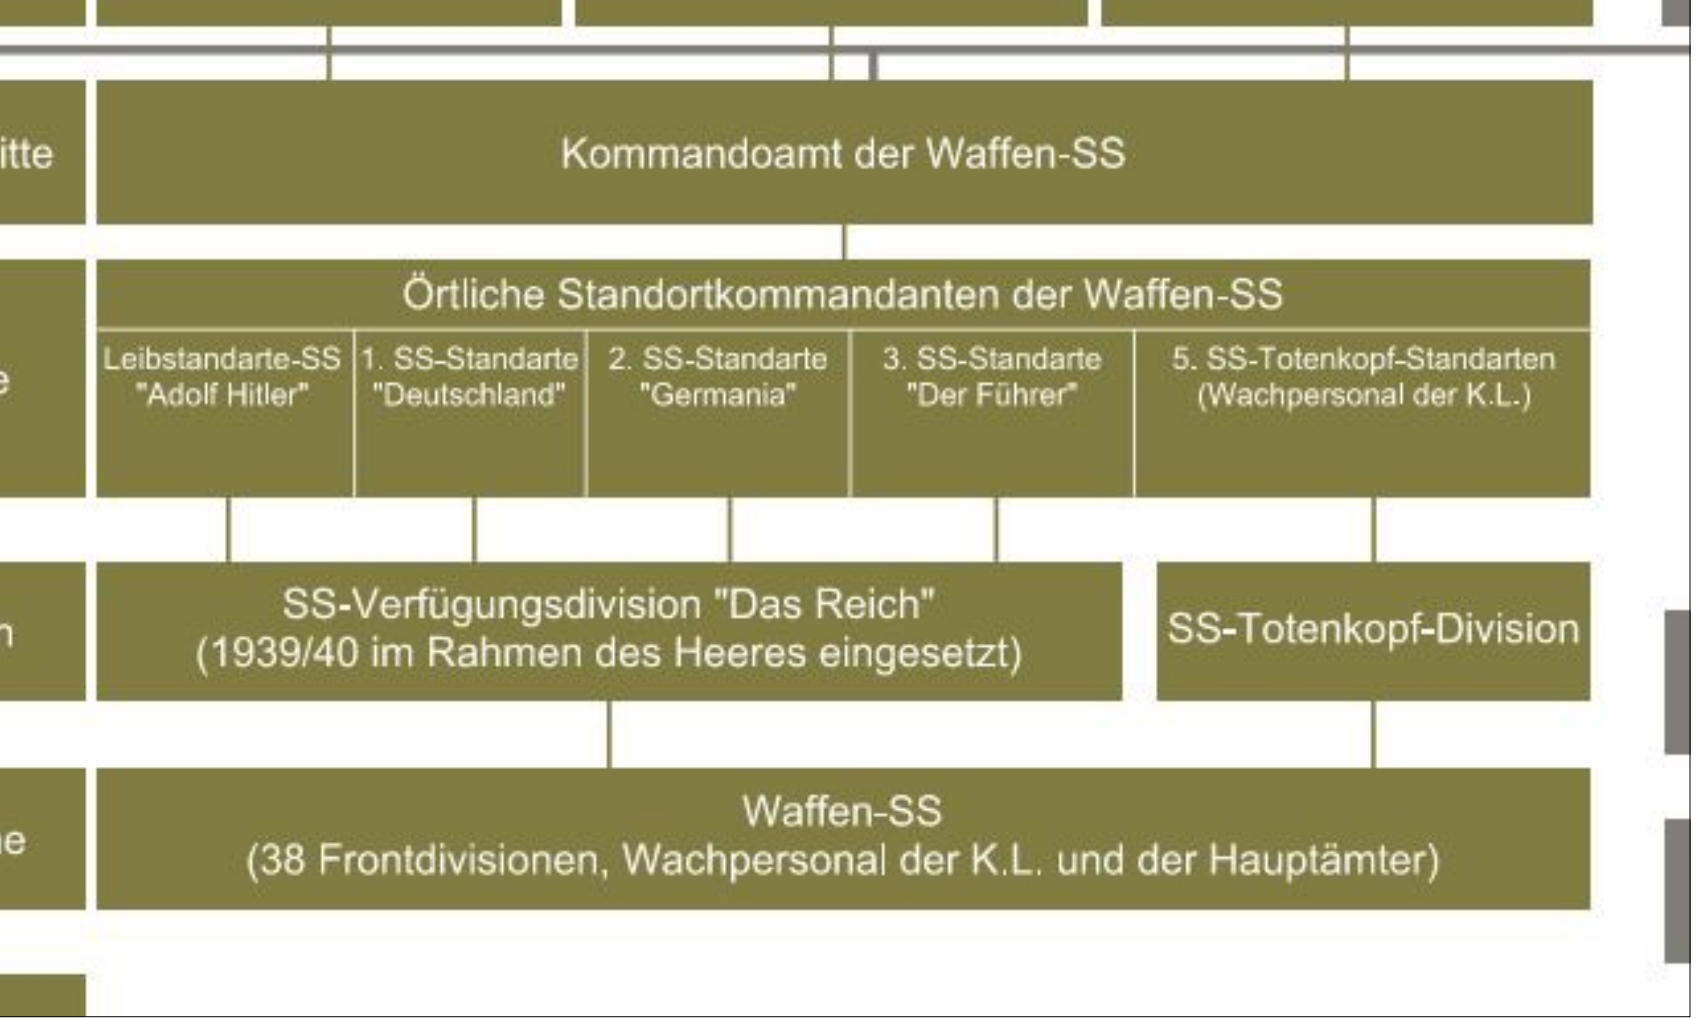 itte
Kommandoamt der Waffen-SS
e
Örtliche Standortkommandanten der Waffen-SS
Leibstandarte-SS
"Adolf Hitler"
1. SS-Standarte
"Deutschland"
2. SS-Standarte
"Germania"
3. SS-Standarte
"Der Führer"
5. SS-Totenkopf-Standarten
(Wachpersonal der K.L.)
SS-Verfügungsdivision "Das Reich"
(1939/40 im Rahmen des Heeres eingesetzt)
SS-Totenkopf-Division
Waffen-SS
(38 Frontdivisionen, Wachpersonal der K.L. und der Hauptämter)